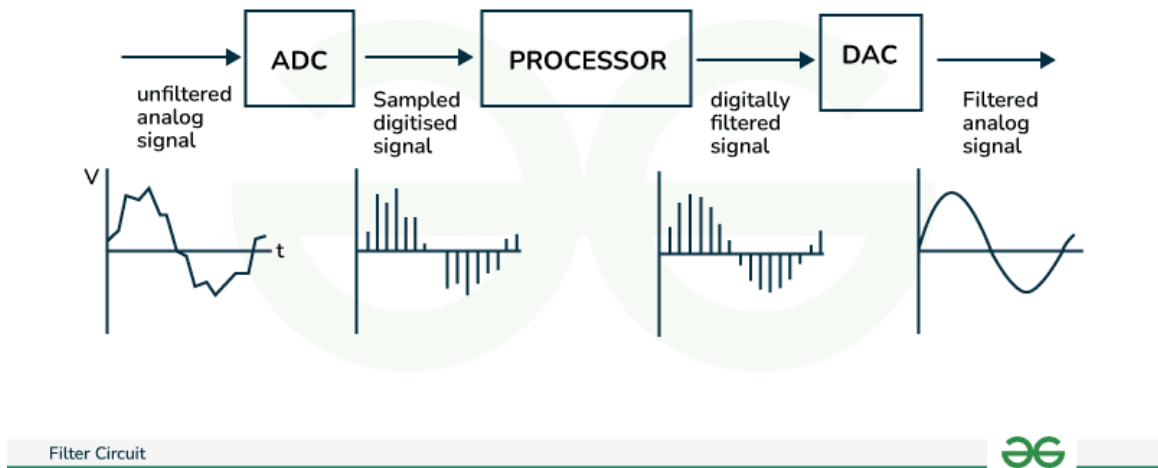 ADC
PROCESSOR
DAC
unfiltered
analog
signal
Sampled
digitised
signal
digitally
filtered
signal
Filtered
analog
signal
V
t
Filter Circuit